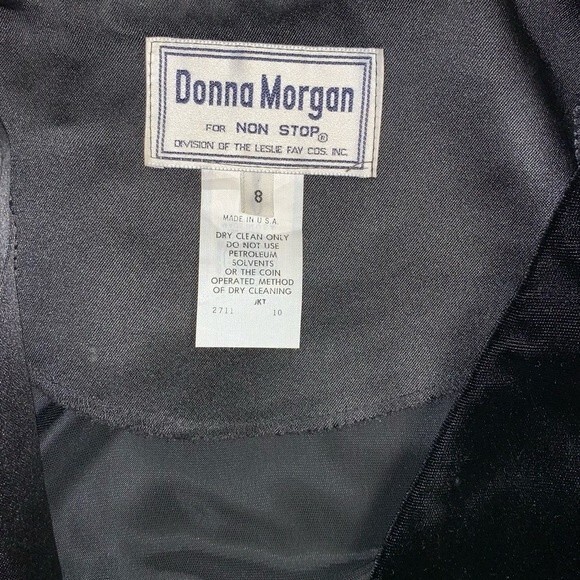 Donna Morgan
FOR NON STOP®
DIVISION OF THE LESLIE FAY COS. INC.
8
MADE IN U.S.A.
DRY CLEAN ONLY
DO NOT USE
PETROLEUM
SOLVENTS
OR THE COIN
OPERATED METHOD
OF DRY CLEANING
JKT
2711 10